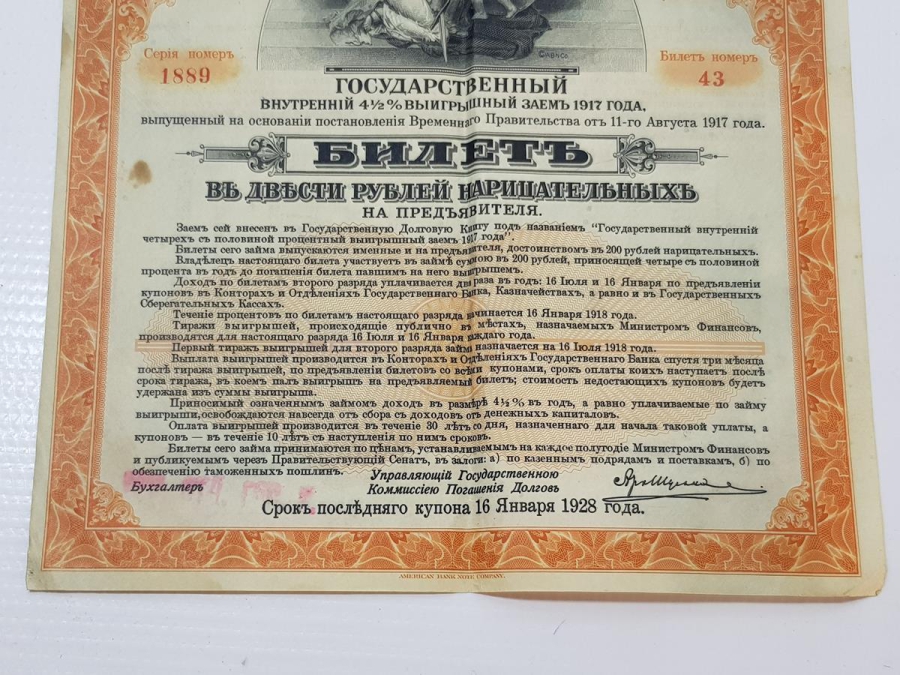 Серія номеръ
1889
Билетъ номеръ
43
ГОСУДАРСТВЕННЫЙ
ВНУТРЕННІЙ 4½% ВЫИГРЫШНЫЙ ЗАЕМЪ 1917 ГОДА,
выпущенный на основаніи постановленія Временнаго Правительства отъ 11-го Августа 1917 года.
БИЛЕТЪ
ВЪ ДВѢСТИ РУБЛЕЙ НАРИЦАТЕЛЬНЫХЪ
НА ПРЕДЪЯВИТЕЛЯ.
Заемъ сей внесенъ въ Государственную Долговую Книгу подъ названіемъ "Государственный внутренній
четырехъ съ половиной процентный выигрышный заемъ 1917 года".
Билеты сего займа выпускаются именные и на предъявителя, достоинствомъ въ 200 рублей нарицательныхъ.
Владѣлецъ настоящаго билета участвуетъ въ займѣ суммою въ 200 рублей, приносящей четыре съ половиной
процента въ годъ до погашенія билета павшимъ на него выигрышемъ.
Доходъ по билетамъ второго разряда уплачивается два раза въ годъ: 16 Іюля и 16 Января по предъявленіи
купоновъ въ Конторахъ и Отдѣленіяхъ Государственнаго Банка, Казначействахъ, а равно и въ Государственныхъ
Сберегательныхъ Кассахъ.
Теченіе процентовъ по билетамъ настоящаго разряда начинается 16 Января 1918 года.
Тиражи выигрышей, происходящіе публично въ мѣстахъ, назначаемыхъ Министромъ Финансовъ,
производятся для настоящаго разряда 16 Іюля и 16 Января каждаго года.
Первый тиражъ выигрышей для второго разряда займа назначается на 16 Іюля 1918 года.
Выплата выигрышей производится въ Конторахъ и Отдѣленіяхъ Государственнаго Банка спустя три мѣсяца
послѣ тиража выигрышей, по предъявленіи билетовъ со всѣми купонами, срокъ оплаты коихъ наступаетъ послѣ
срока тиража, въ коемъ палъ выигрышъ на предъявляемый билетъ; стоимость недостающихъ купоновъ будетъ
удержана изъ суммы выигрыша.
Приносимый означеннымъ займомъ доходъ въ размѣрѣ 4½% въ годъ, а равно уплачиваемые по займу
выигрыши, освобождаются навсегда отъ сбора съ доходовъ отъ денежныхъ капиталовъ.
Оплата выигрышей производится въ теченіе 30 лѣтъ со дня, назначеннаго для начала таковой уплаты, а
купоновъ — въ теченіе 10 лѣтъ съ наступленія по нимъ сроковъ.
Билеты сего займа принимаются по цѣнамъ, устанавливаемымъ на каждое полугодіе Министромъ Финансовъ
и публикуемымъ черезъ Правительствующій Сенатъ, въ залоги: а) по казеннымъ подрядамъ и поставкамъ, б) по
обезпеченію таможенныхъ пошлинъ.
Управляющій Государственною
Бухгалтеръ
Коммиссіею Погашенія Долговъ
Срокъ послѣдняго купона 16 Января 1928 года.
AMERICAN BANK NOTE COMPANY.